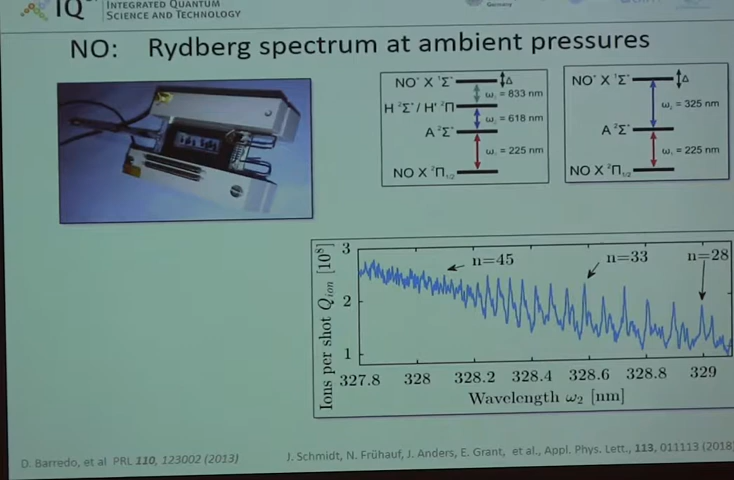 IQ
INTEGRATED QUANTUM
SCIENCE AND TECHNOLOGY
Germany
NO: Rydberg spectrum at ambient pressures
NO⁺ X ¹Σ⁺
Δ
ω₃ = 833 nm
H ²Σ⁺/ H' ²Π
ω₂ = 618 nm
A ²Σ⁺
ω₁ = 225 nm
NO X ²Π₁/₂
NO⁺ X ¹Σ⁺
Δ
ω₂ = 325 nm
A ²Σ⁺
ω₁ = 225 nm
NO X ²Π₁/₂
Ions per shot Q_ion [10⁸]
3
2
1
n=45
n=33
n=28
327.8 328 328.2 328.4 328.6 328.8 329
Wavelength ω₂ [nm]
D. Barredo, et al PRL 110, 123002 (2013)
J. Schmidt, N. Frühauf, J. Anders, E. Grant, et al., Appl. Phys. Lett., 113, 011113 (2018)